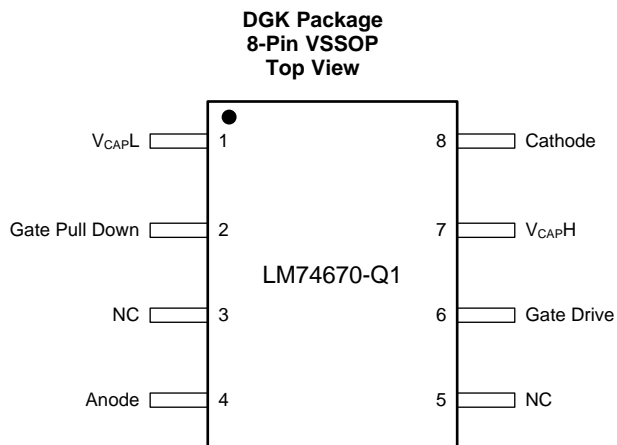 DGK Package
8-Pin VSSOP
Top View
VCAPL 1 8 Cathode
Gate Pull Down 2 7 VCAPH
LM74670-Q1
NC 3 6 Gate Drive
Anode 4 5 NC